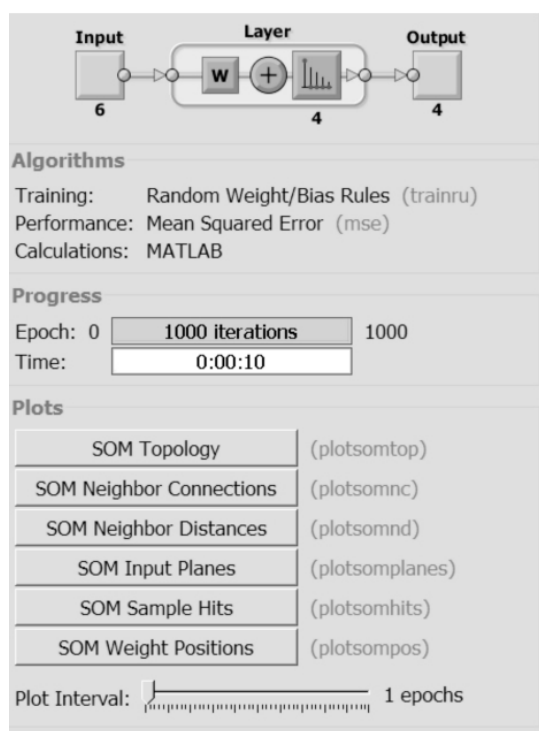 Input Layer Output
W +
6 4 4
Algorithms
Training: Random Weight/Bias Rules (trainru)
Performance: Mean Squared Error (mse)
Calculations: MATLAB
Progress
Epoch: 0 1000 iterations 1000
Time: 0:00:10
Plots
SOM Topology (plotsomtop)
SOM Neighbor Connections (plotsomnc)
SOM Neighbor Distances (plotsomnd)
SOM Input Planes (plotsomplanes)
SOM Sample Hits (plotsomhits)
SOM Weight Positions (plotsompos)
Plot Interval: 1 epochs